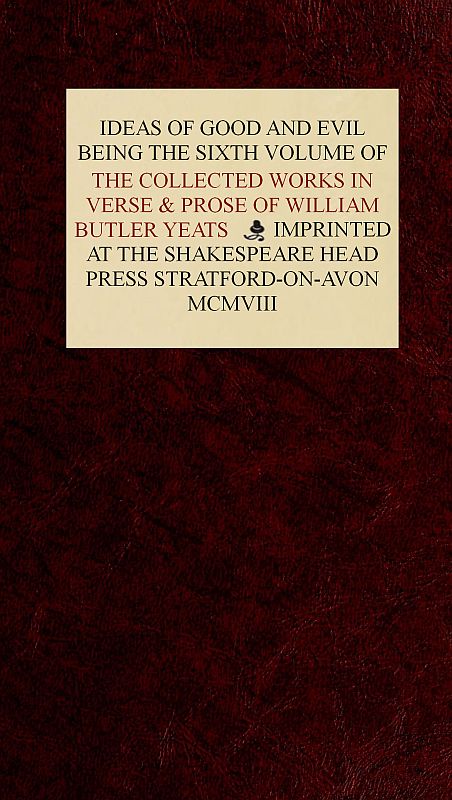 IDEAS OF GOOD AND EVIL
BEING THE SIXTH VOLUME OF
THE COLLECTED WORKS IN
VERSE & PROSE OF WILLIAM
BUTLER YEATS IMPRINTED
AT THE SHAKESPEARE HEAD
PRESS STRATFORD-ON-AVON
MCMVIII